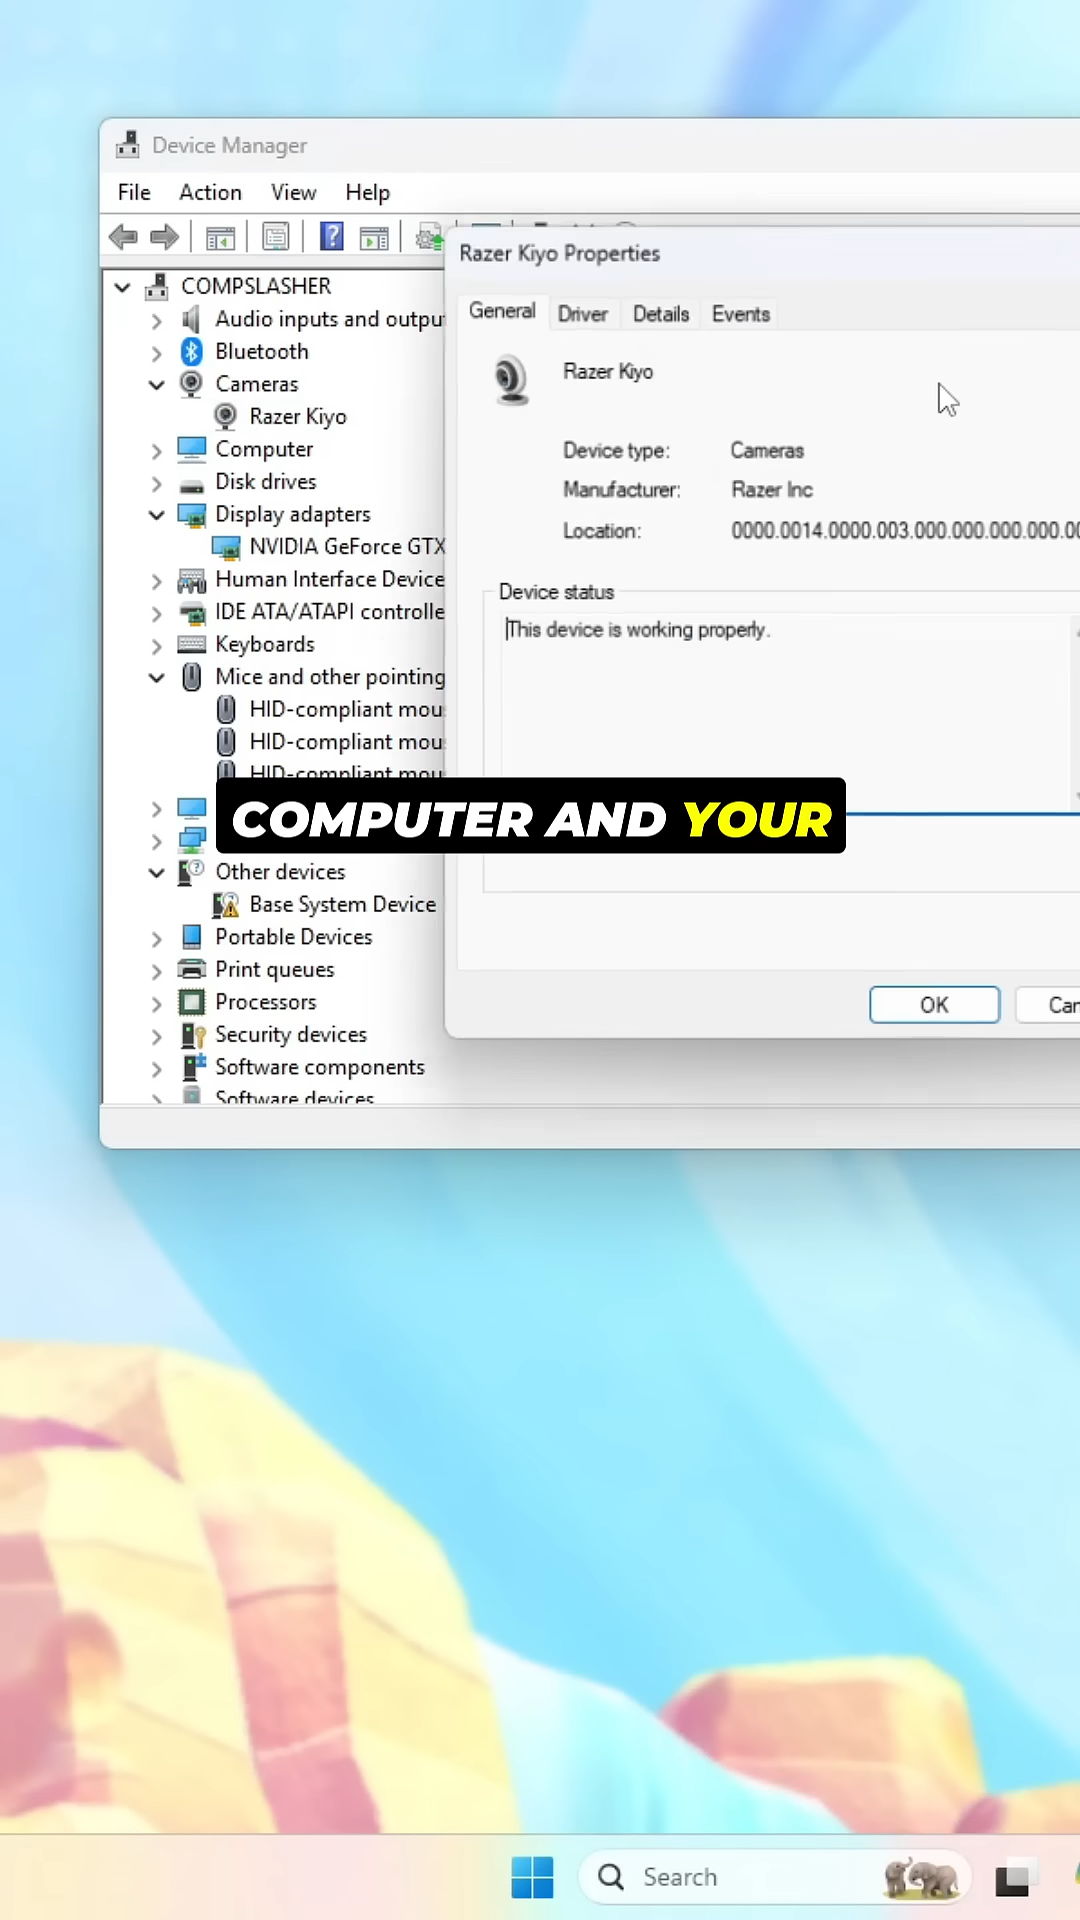 Device Manager
File Action View Help
COMPSLASHER
Audio inputs and outpu
Bluetooth
Cameras
Razer Kiyo
Computer
Disk drives
Display adapters
NVIDIA GeForce GTX
Human Interface Device
IDE ATA/ATAPI controlle
Keyboards
Mice and other pointing
HID-compliant mou
HID-compliant mou
HID-compliant mou
Other devices
Base System Device
Portable Devices
Print queues
Processors
Security devices
Software components
Software devices
Razer Kiyo Properties
General Driver Details Events
Razer Kiyo
Device type: Cameras
Manufacturer: Razer Inc
Location: 0000.0014.0000.003.000.000.000.000.00
Device status
This device is working properly.
COMPUTER AND YOUR
OK Can
Search